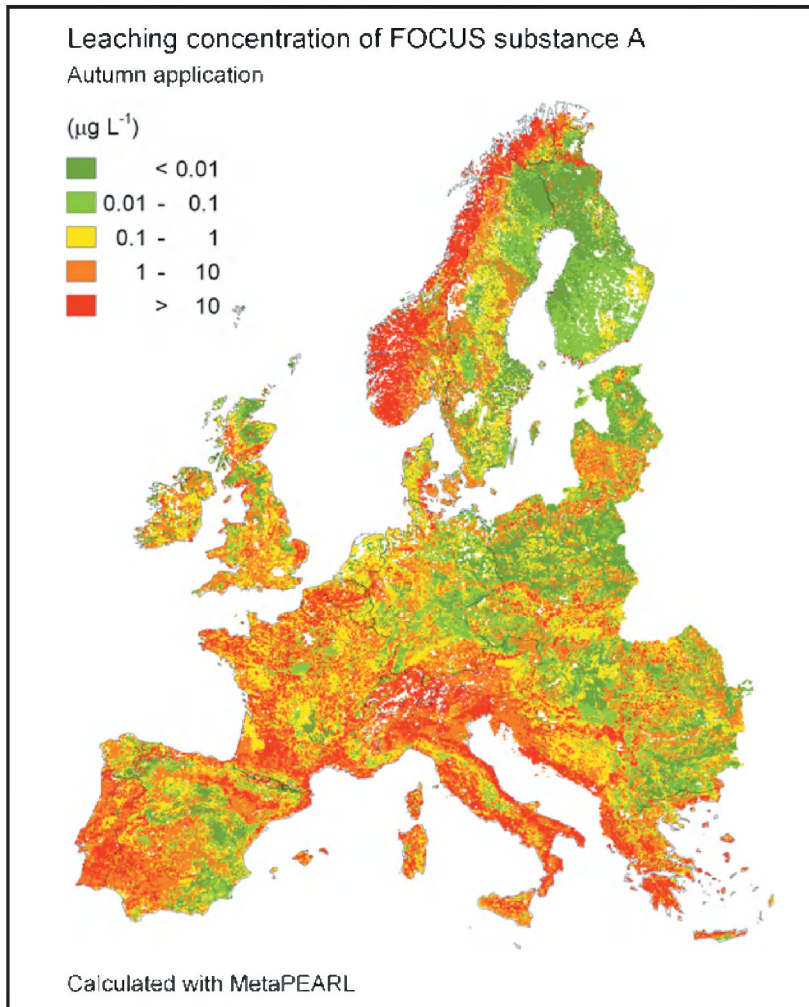 Leaching concentration of FOCUS substance A
Autumn application
(µg L⁻¹)
< 0.01
0.01 - 0.1
0.1 - 1
1 - 10
> 10
Calculated with MetaPEARL